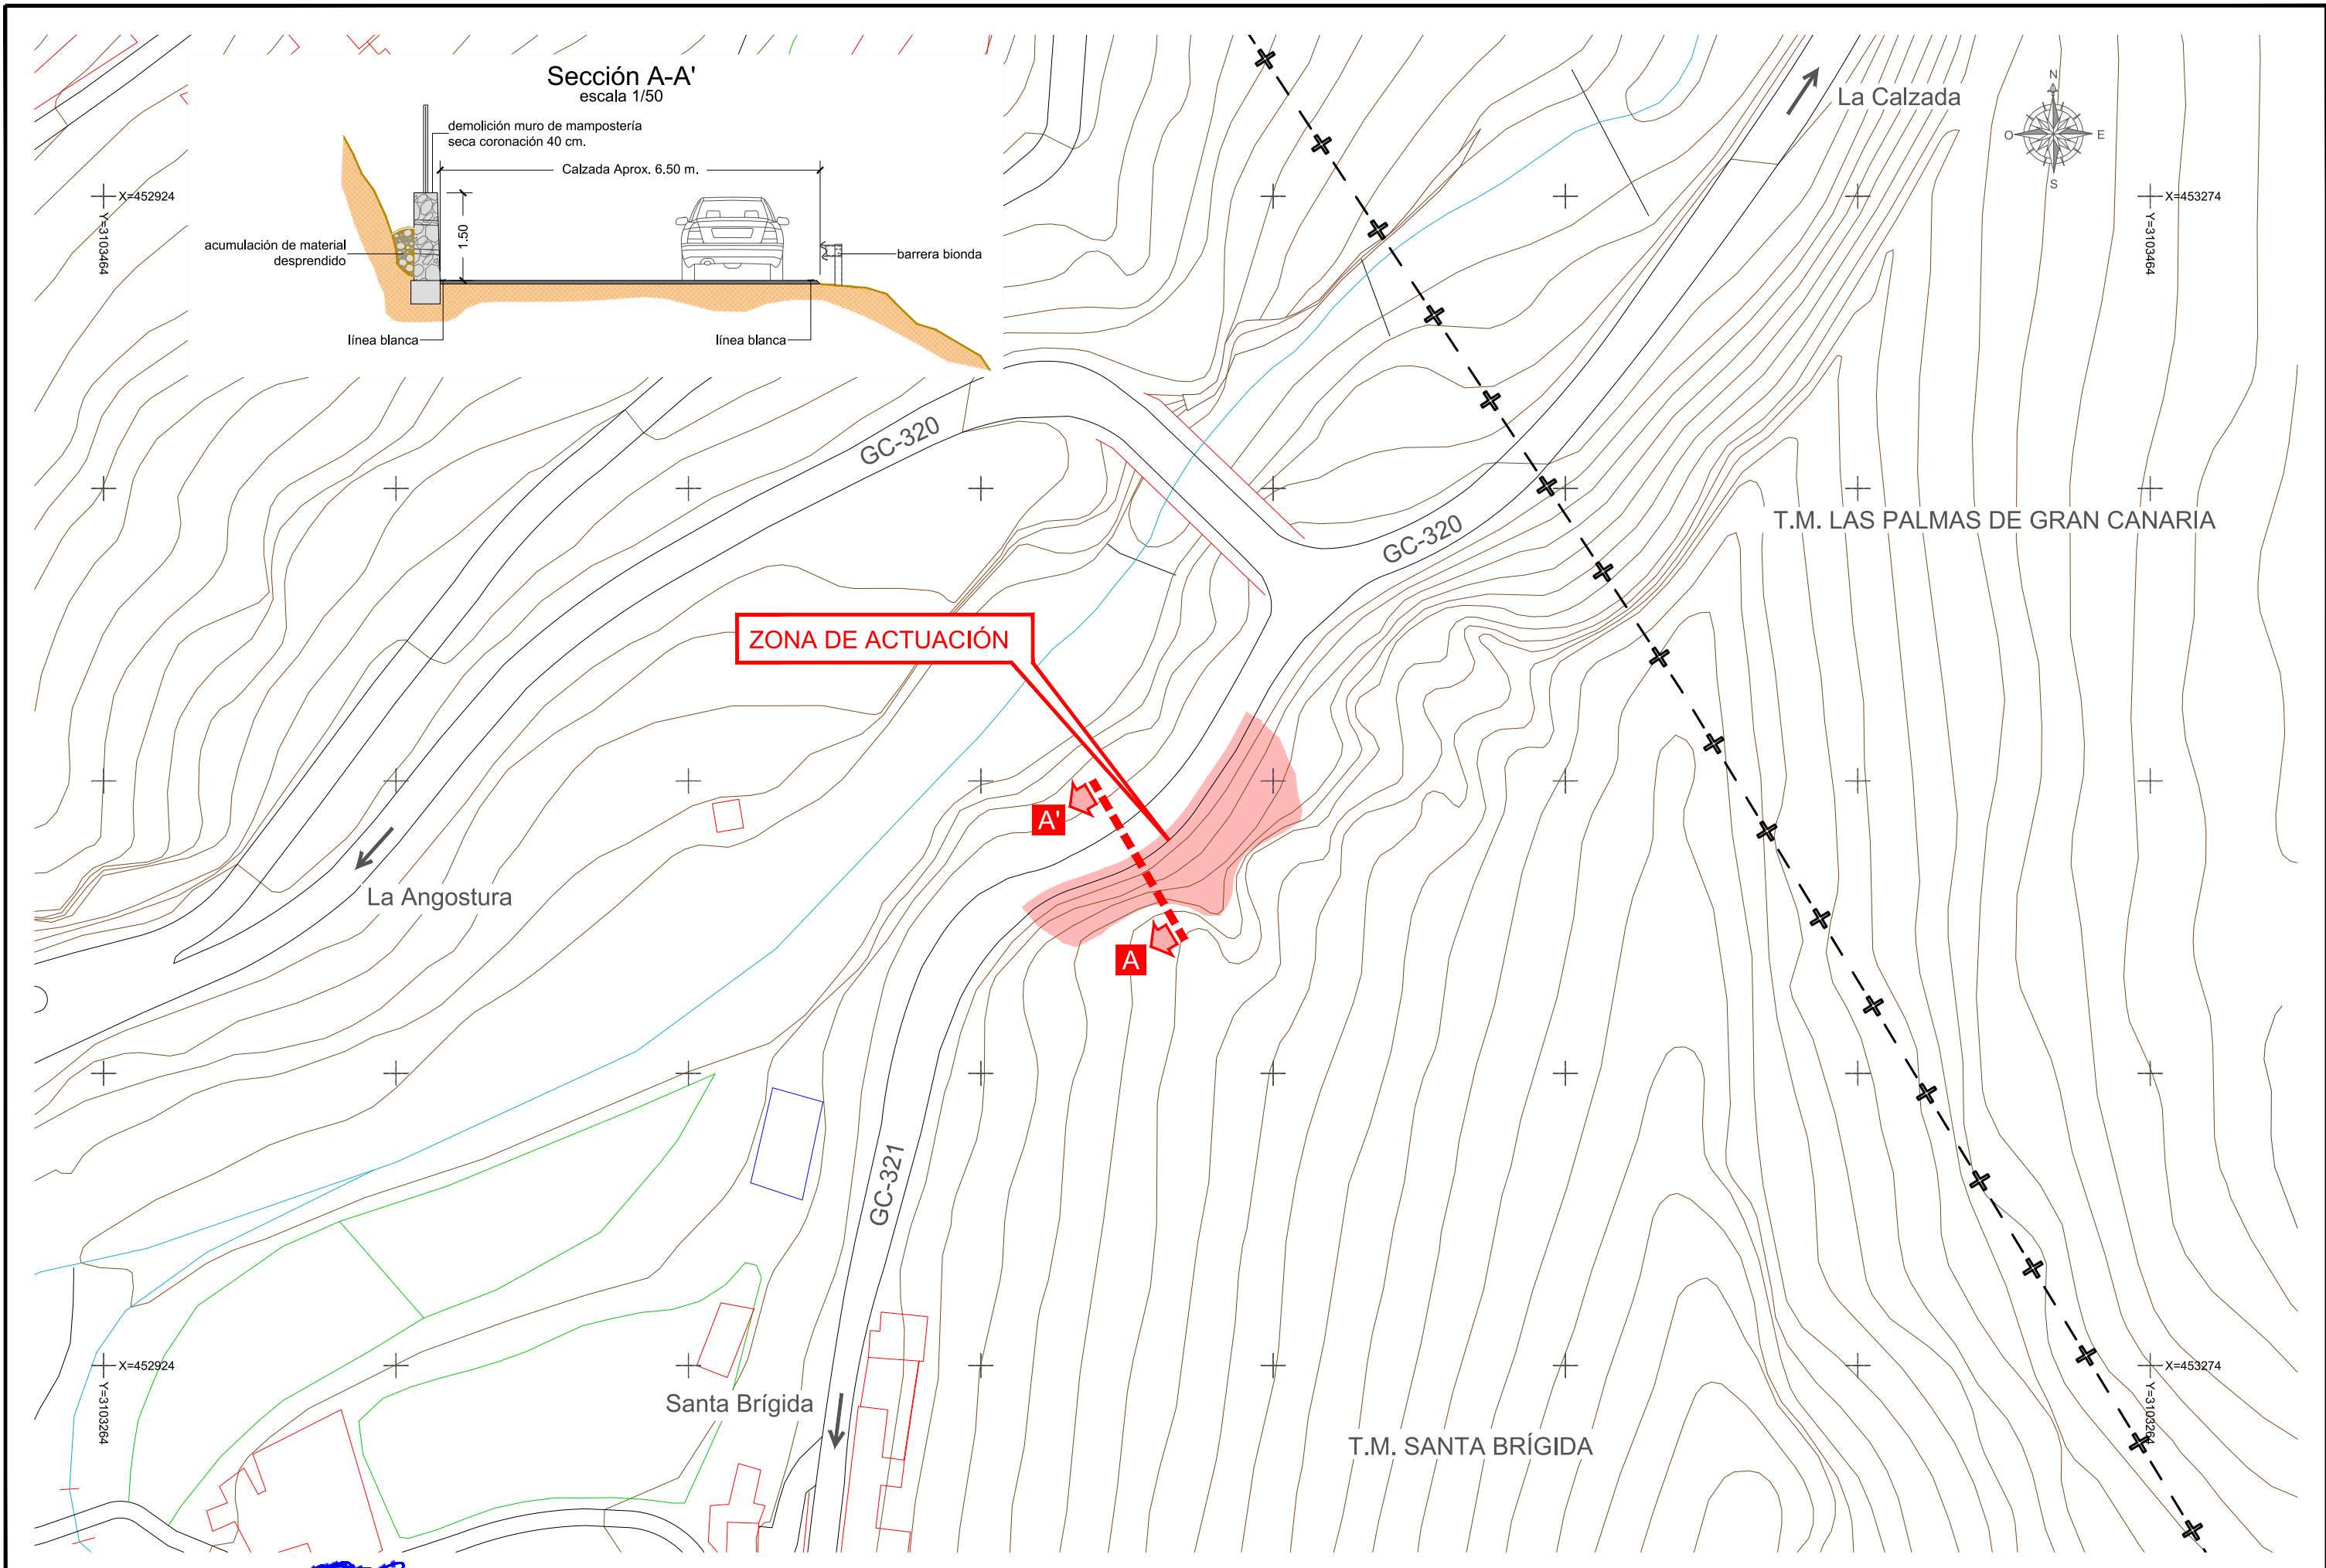 Sección A-A'
escala 1/50
demolición muro de mampostería
seca coronación 40 cm.
Calzada Aprox. 6.50 m.
1.50
acumulación de material
desprendido
barrera bionda
línea blanca
línea blanca
La Calzada
N
O
E
S
X=452924
Y=3103464
X=453274
Y=3103464
GC-320
GC-320
T.M. LAS PALMAS DE GRAN CANARIA
ZONA DE ACTUACIÓN
A'
A
La Angostura
GC-321
X=452924
Y=3103264
X=453274
Y=3103264
Santa Brígida
T.M. SANTA BRÍGIDA